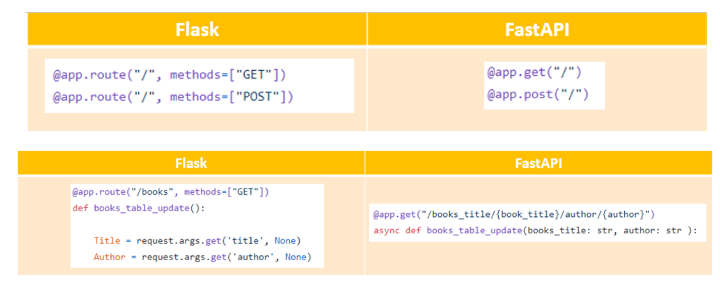 Flask FastAPI
@app.route("/", methods=["GET"]) @app.get("/")
@app.route("/", methods=["POST"]) @app.post("/")
Flask FastAPI
@app.route("/books", methods=["GET"])
def books_table_update():
Title = request.args.get('title', None)
Author = request.args.get('author', None)
@app.get("/books_title/{book_title}/author/{author}")
async def books_table_update(books_title: str, author: str ):